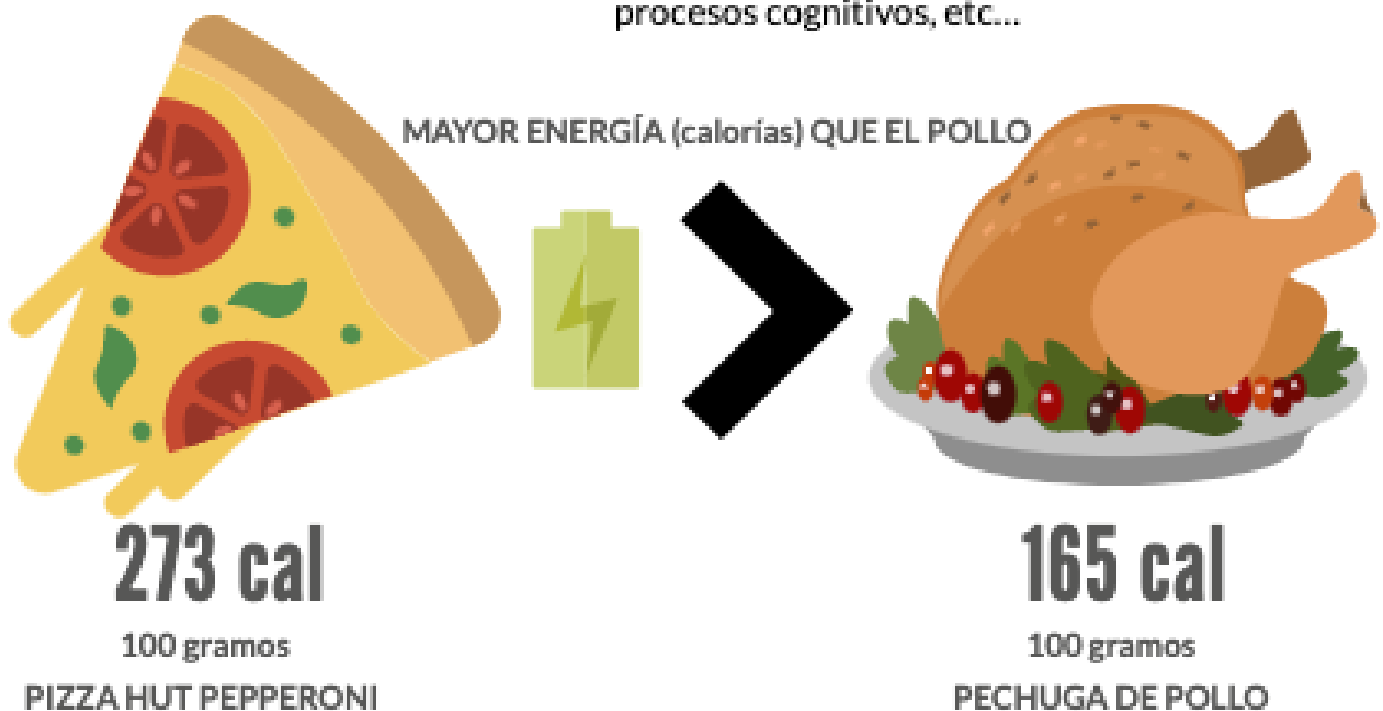 procesos cognitivos, etc...
MAYOR ENERGÍA (calorías) QUE EL POLLO
273 cal
100 gramos
PIZZA HUT PEPPERONI
165 cal
100 gramos
PECHUGA DE POLLO